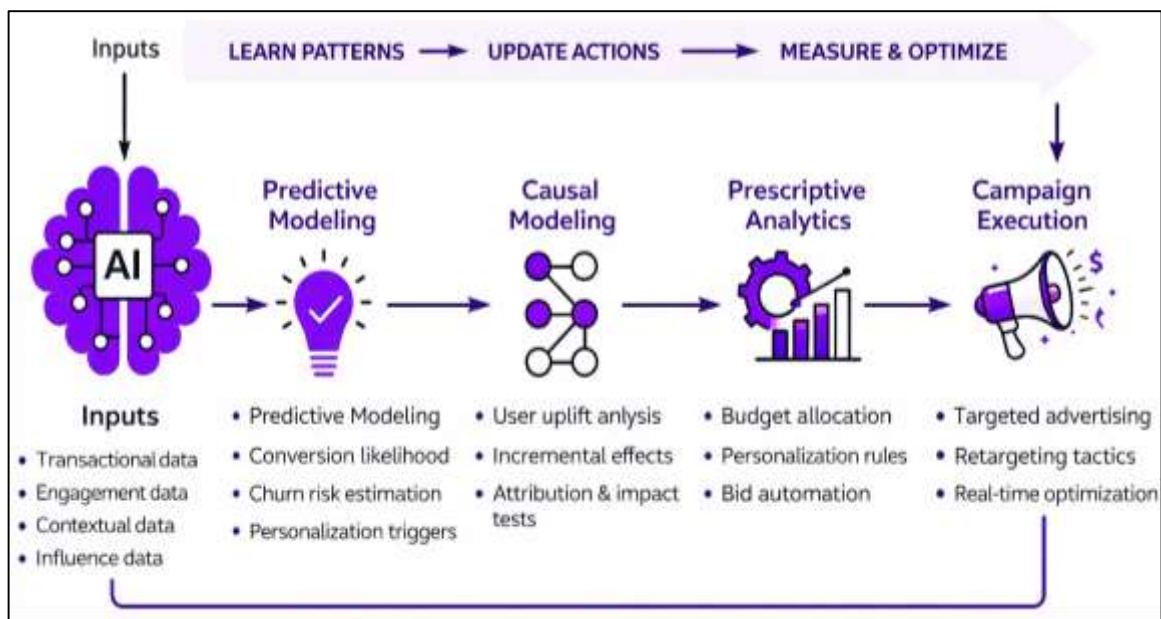 Inputs
LEARN PATTERNS
UPDATE ACTIONS
MEASURE & OPTIMIZE
AI
Inputs
• Transactional data
• Engagement data
• Contextual data
• Influence data
Predictive
Modeling
• Predictive Modeling
• Conversion likelihood
• Churn risk estimation
• Personalization triggers
Causal
Modeling
• User uplift anlysis
• Incremental effects
• Attribution & impact
tests
Prescriptive
Analytics
• Budget allocation
• Personalization rules
• Bid automation
Campaign
Execution
$
• Targeted advertising
• Retargeting tactics
• Real-time optimization